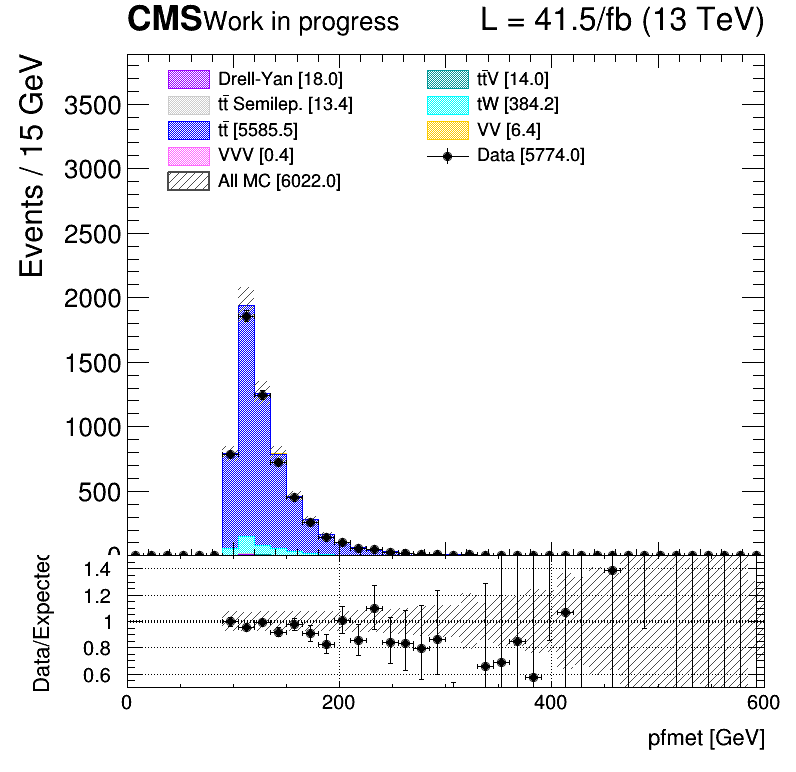 CMS Work in progress L = 41.5/fb (13 TeV)
Events / 15 GeV
Drell-Yan [18.0]
tt̄ Semilep. [13.4]
tt̄ [5585.5]
VVV [0.4]
All MC [6022.0]
tt̄V [14.0]
tW [384.2]
VV [6.4]
Data [5774.0]
3500
3000
2500
2000
1500
1000
500
0
Data/Expected
1.4
1.2
1
0.8
0.6
0 200 400 600
pfmet [GeV]